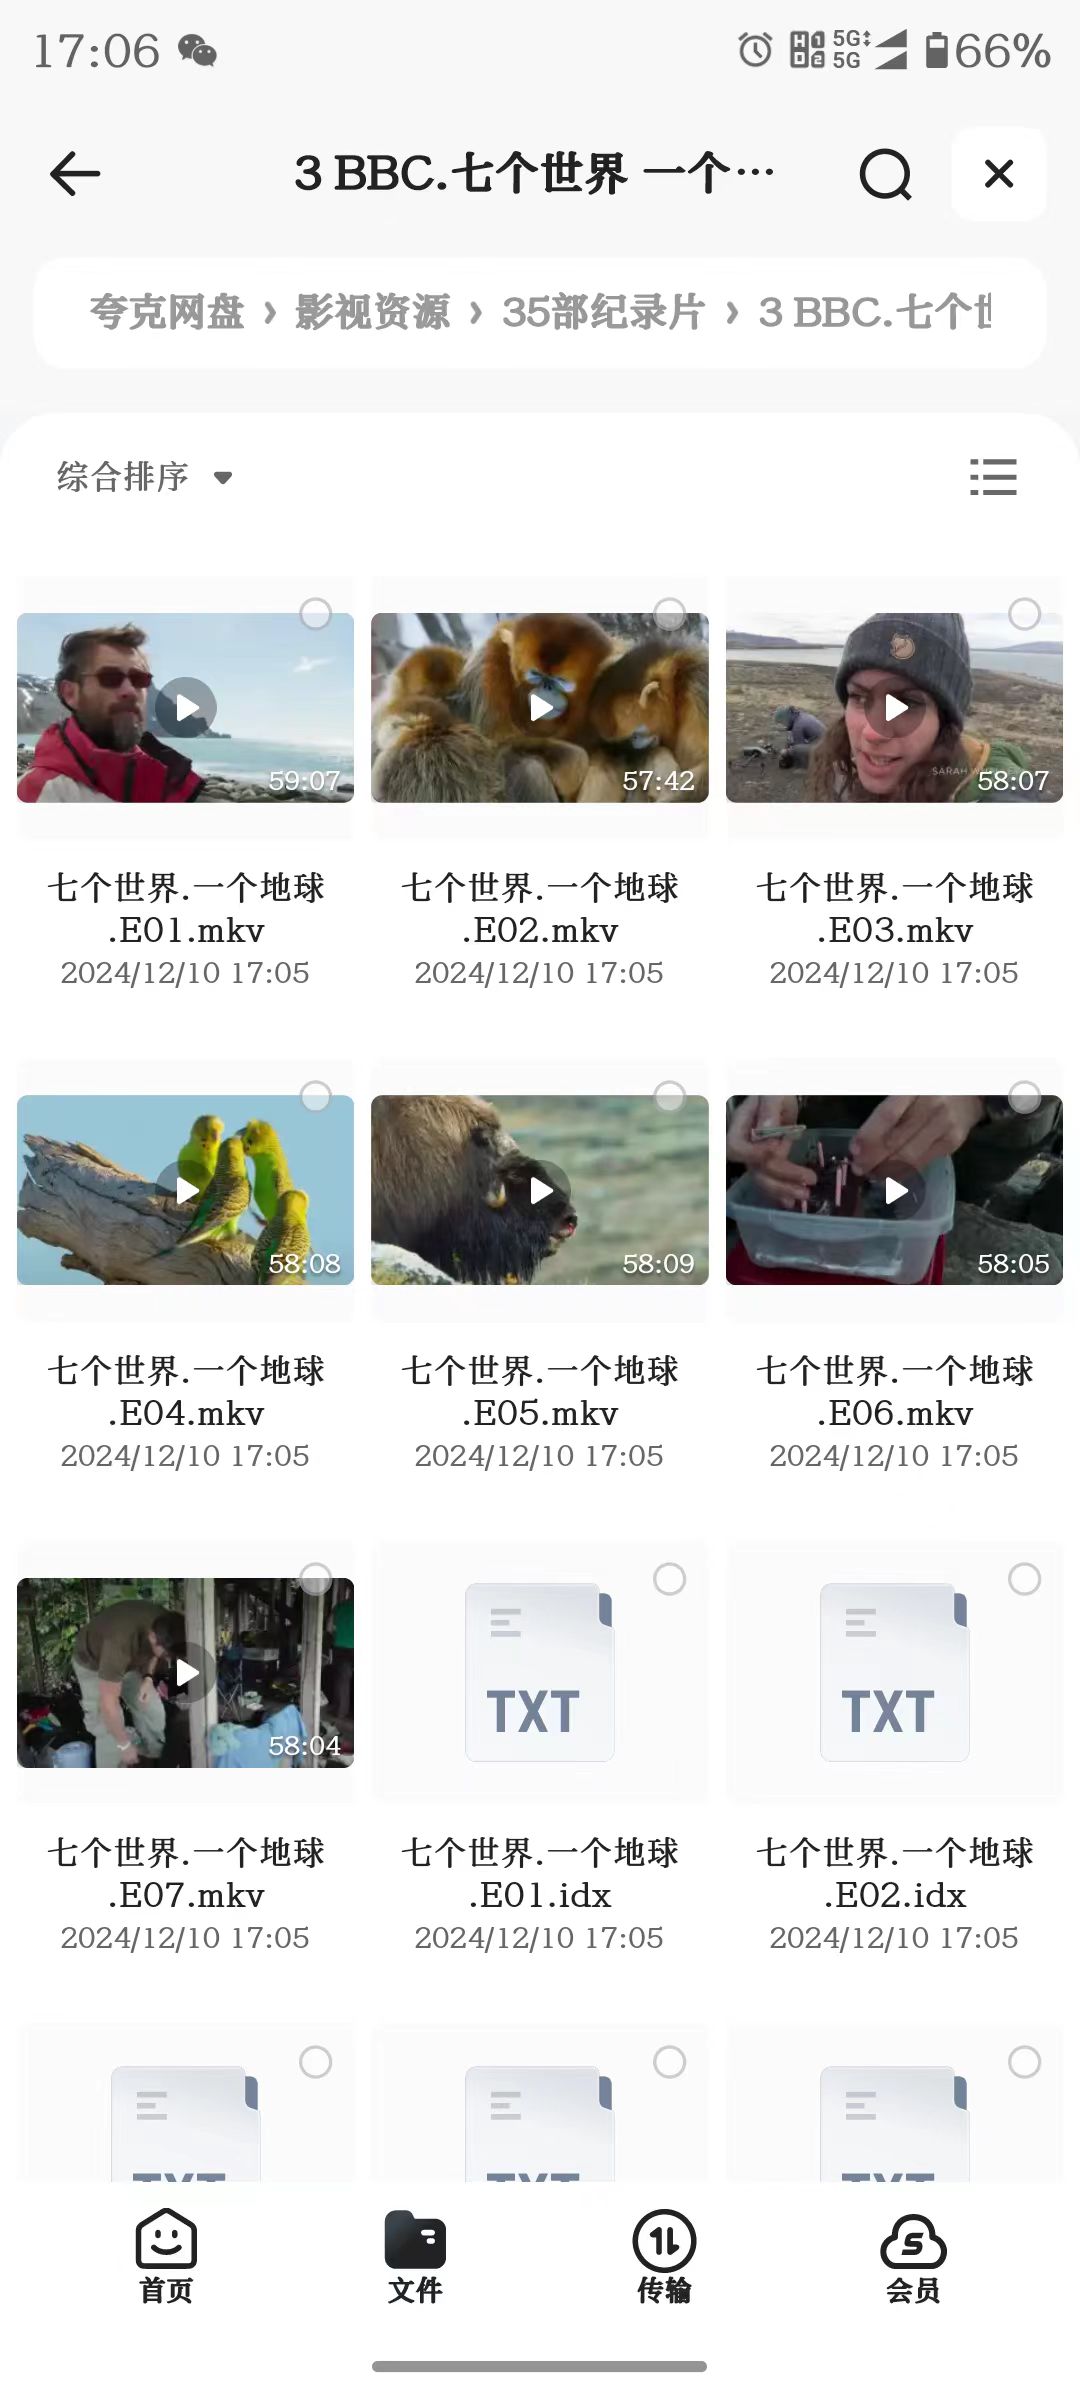 17:06
5G
5G
66%
3 BBC.七个世界 一个…
夸克网盘 › 影视资源 › 35部纪录片 › 3 BBC.七个世
综合排序
59:07
57:42
SARAH
58:07
七个世界.一个地球
.E01.mkv
2024/12/10 17:05
七个世界.一个地球
.E02.mkv
2024/12/10 17:05
七个世界.一个地球
.E03.mkv
2024/12/10 17:05
58:08
58:09
58:05
七个世界.一个地球
.E04.mkv
2024/12/10 17:05
七个世界.一个地球
.E05.mkv
2024/12/10 17:05
七个世界.一个地球
.E06.mkv
2024/12/10 17:05
58:04
TXT
TXT
七个世界.一个地球
.E07.mkv
2024/12/10 17:05
七个世界.一个地球
.E01.idx
2024/12/10 17:05
七个世界.一个地球
.E02.idx
2024/12/10 17:05
TXT
TXT
TXT
首页
文件
传输
会员